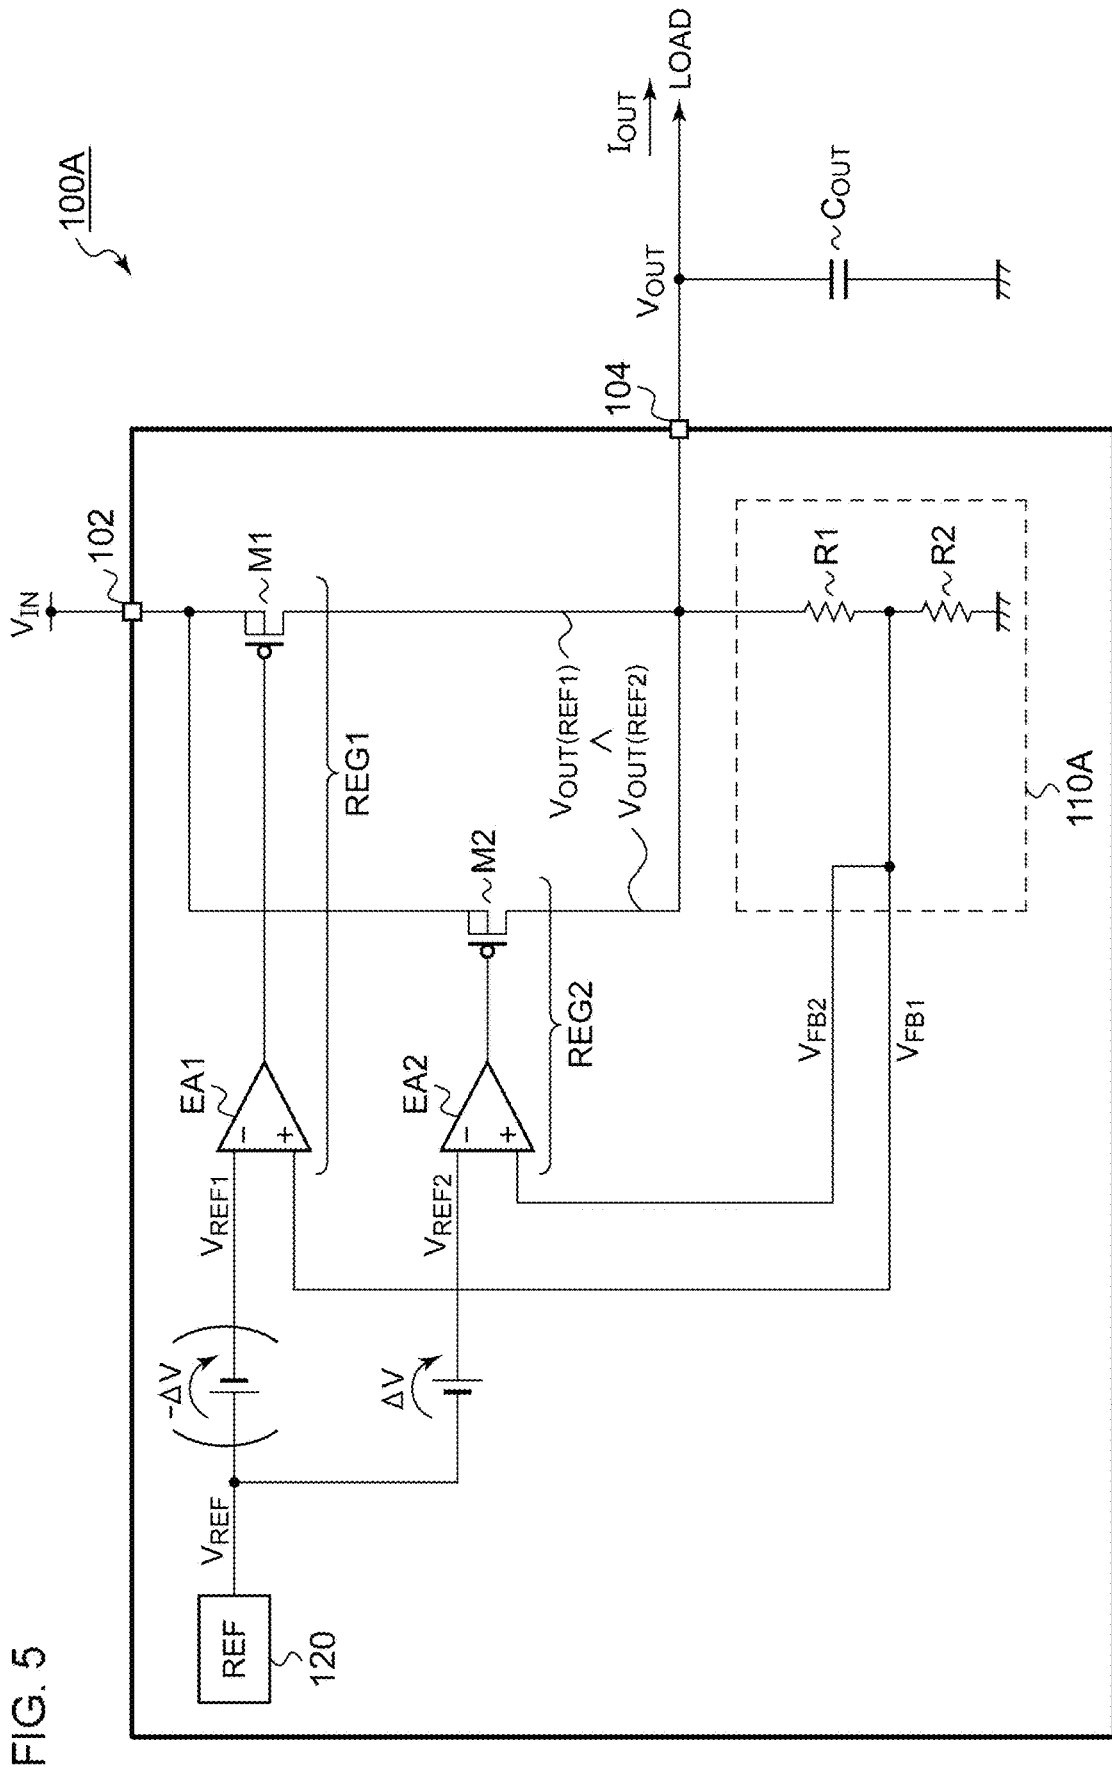 FIG. 5
100A
VIN
102
REF
120
VREF
-ΔV
ΔV
VREF1
VREF2
EA1
-
+
EA2
-
+
M1
M2
REG1
REG2
VOUT(REF1)
<
VOUT(REF2)
104
VOUT
IOUT
LOAD
COUT
VFB2
VFB1
R1
R2
110A